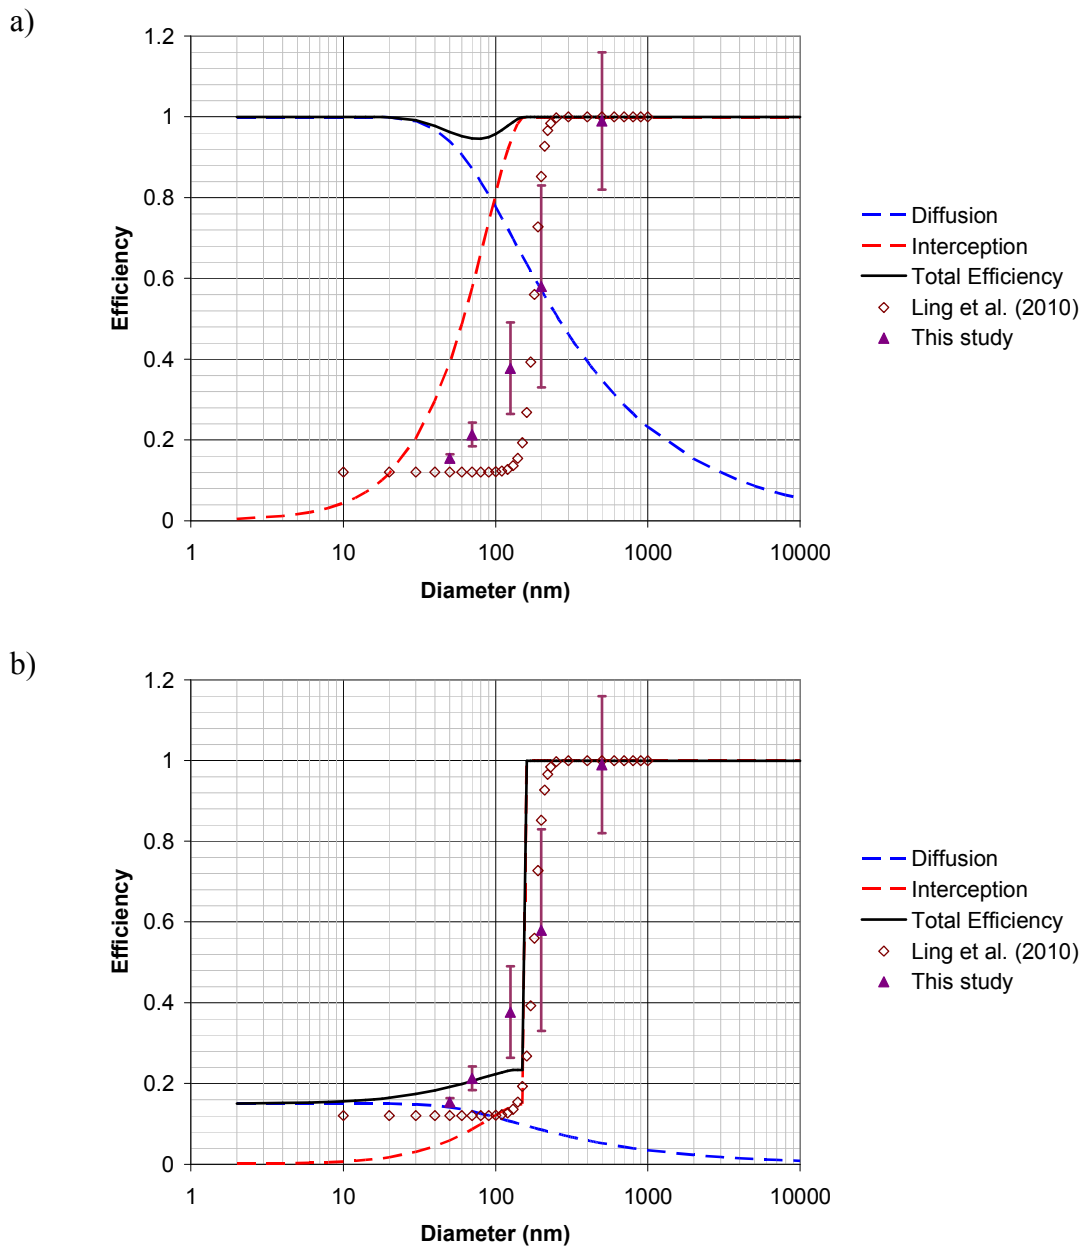 a)
1.2
1
0.8
0.6
0.4
0.2
0
Efficiency
1 10 100 1000 10000
Diameter (nm)
Diffusion
Interception
Total Efficiency
Ling et al. (2010)
This study
b)
1.2
1
0.8
0.6
0.4
0.2
0
Efficiency
1 10 100 1000 10000
Diameter (nm)
Diffusion
Interception
Total Efficiency
Ling et al. (2010)
This study